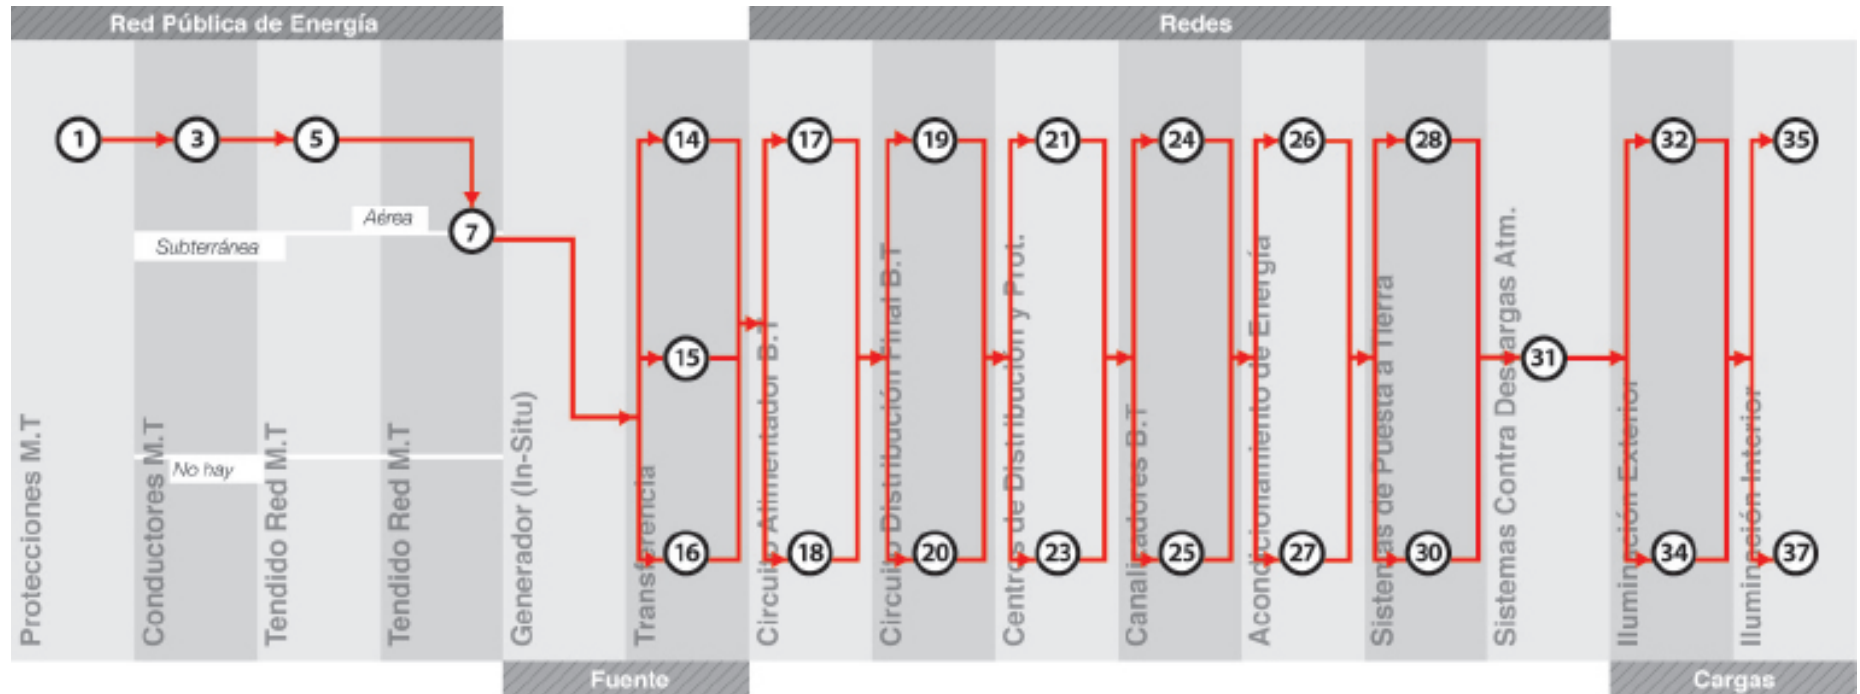 Red Pública de Energía
Redes
1
3
5
7
14
15
16
17
18
19
20
21
23
24
25
26
27
28
30
31
32
34
35
37
Aérea
Subterránea
No hay
Protecciones M.T
Conductores M.T
Tendido Red M.T
Tendido Red M.T
Generador (In-Situ)
Transferencia
Circuito Alimentador B.T
Circuito Distribución Final B.T
Centros de Distribución y Prot.
Canalizadores B.T
Acondicionamiento de Energía
Sistemas de Puesta a Tierra
Sistemas Contra Descargas Atm.
Iluminación Exterior
Iluminación Interior
Fuente
Cargas